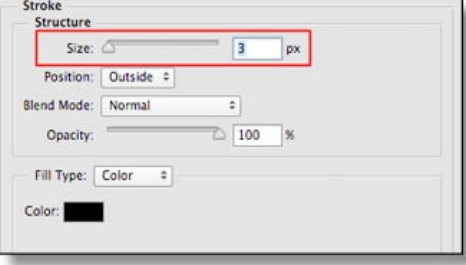 Stroke
Structure
Size: 3 px
Position: Outside
Blend Mode: Normal
Opacity: 100 %
Fill Type: Color
Color: